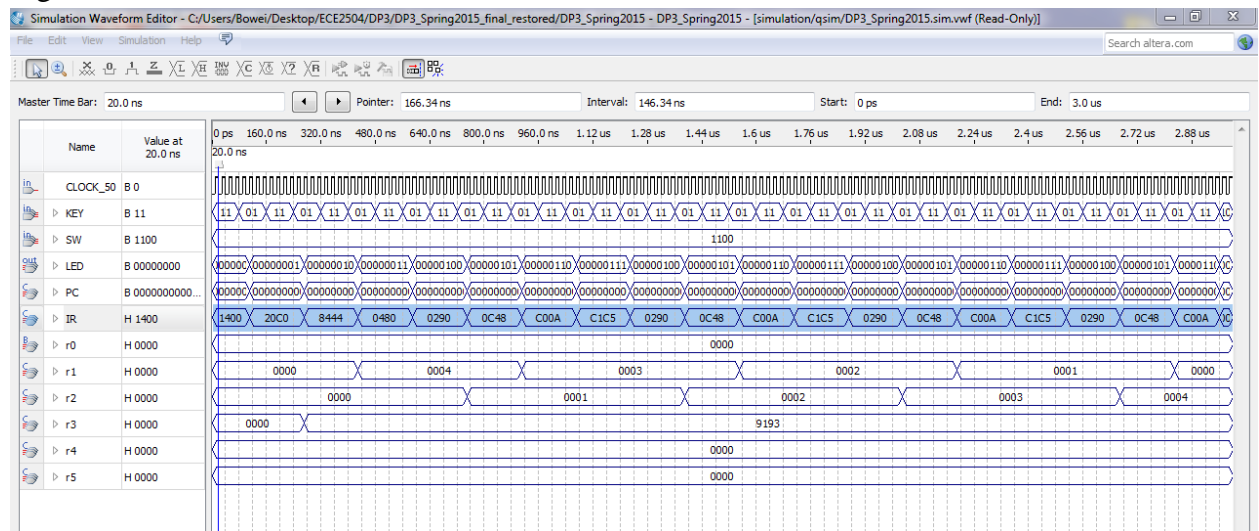 Simulation Waveform Editor - C:/Users/Bowei/Desktop/ECE2504/DP3/DP3_Spring2015_final_restored/DP3_Spring2015 - DP3_Spring2015 - [simulation/qsim/DP3_Spring2015.sim.vwf (Read-Only)]
File Edit View Simulation Help
Search altera.com
Master Time Bar: 20.0 ns Pointer: 166.34 ns Interval: 146.34 ns Start: 0 ps End: 3.0 us
Name Value at 20.0 ns
0 ps 160.0 ns 320.0 ns 480.0 ns 640.0 ns 800.0 ns 960.0 ns 1.12 us 1.28 us 1.44 us 1.6 us 1.76 us 1.92 us 2.08 us 2.24 us 2.4 us 2.56 us 2.72 us 2.88 us
20.0 ns
CLOCK_50 B 0
KEY B 11 11 01 11 01 11 01 11 01 11 01 11 01 11 01 11 01 11 01 11 01 11 01 11 01 11 01 11 01 11 01 11 01 11 01 11
SW B 1100 1100
LED B 00000000 00000001 00000010 00000011 00000100 00000101 00000110 00000111 00000100 00000101 00000110 00000111 00000100 00000101 00000110 00000111 00000100 00000101
PC B 0000000000...
IR H 1400 1400 20C0 8444 0480 0290 0C48 C00A C1C5 0290 0C48 C00A C1C5 0290 0C48 C00A C1C5 0290 0C48 C00A
r0 H 0000 0000
r1 H 0000 0000 0004 0003 0002 0001 0000
r2 H 0000 0000 0001 0002 0003 0004
r3 H 0000 0000 9193
r4 H 0000 0000
r5 H 0000 0000